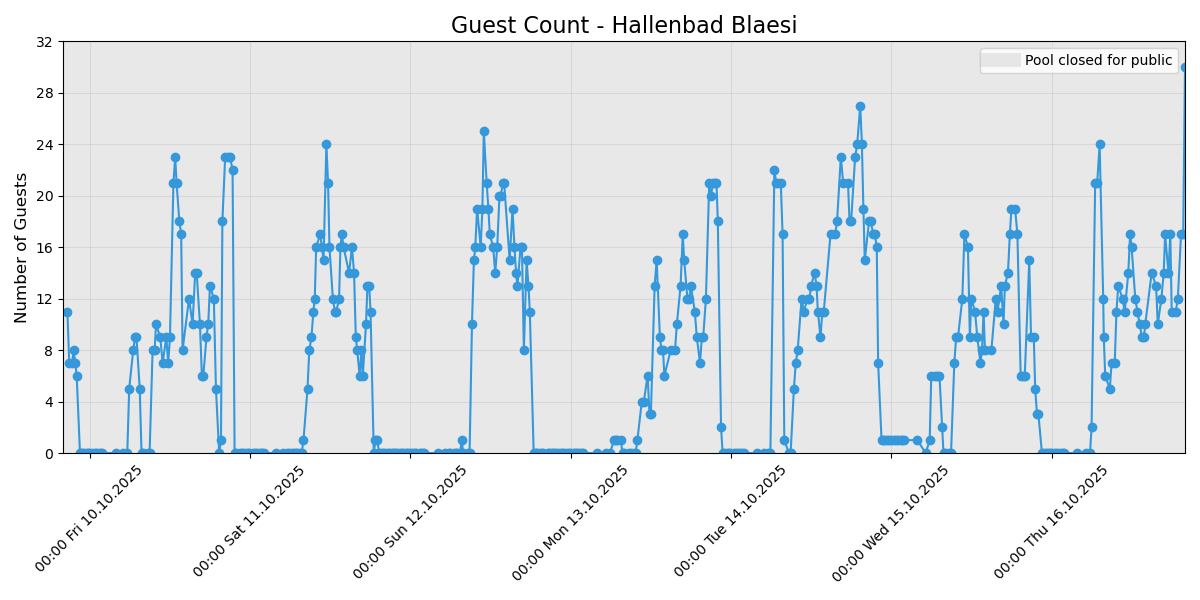 Guest Count - Hallenbad Blaesi
Pool closed for public
Number of Guests
32
28
24
20
16
12
8
4
0
00:00 Fri 10.10.2025
00:00 Sat 11.10.2025
00:00 Sun 12.10.2025
00:00 Mon 13.10.2025
00:00 Tue 14.10.2025
00:00 Wed 15.10.2025
00:00 Thu 16.10.2025